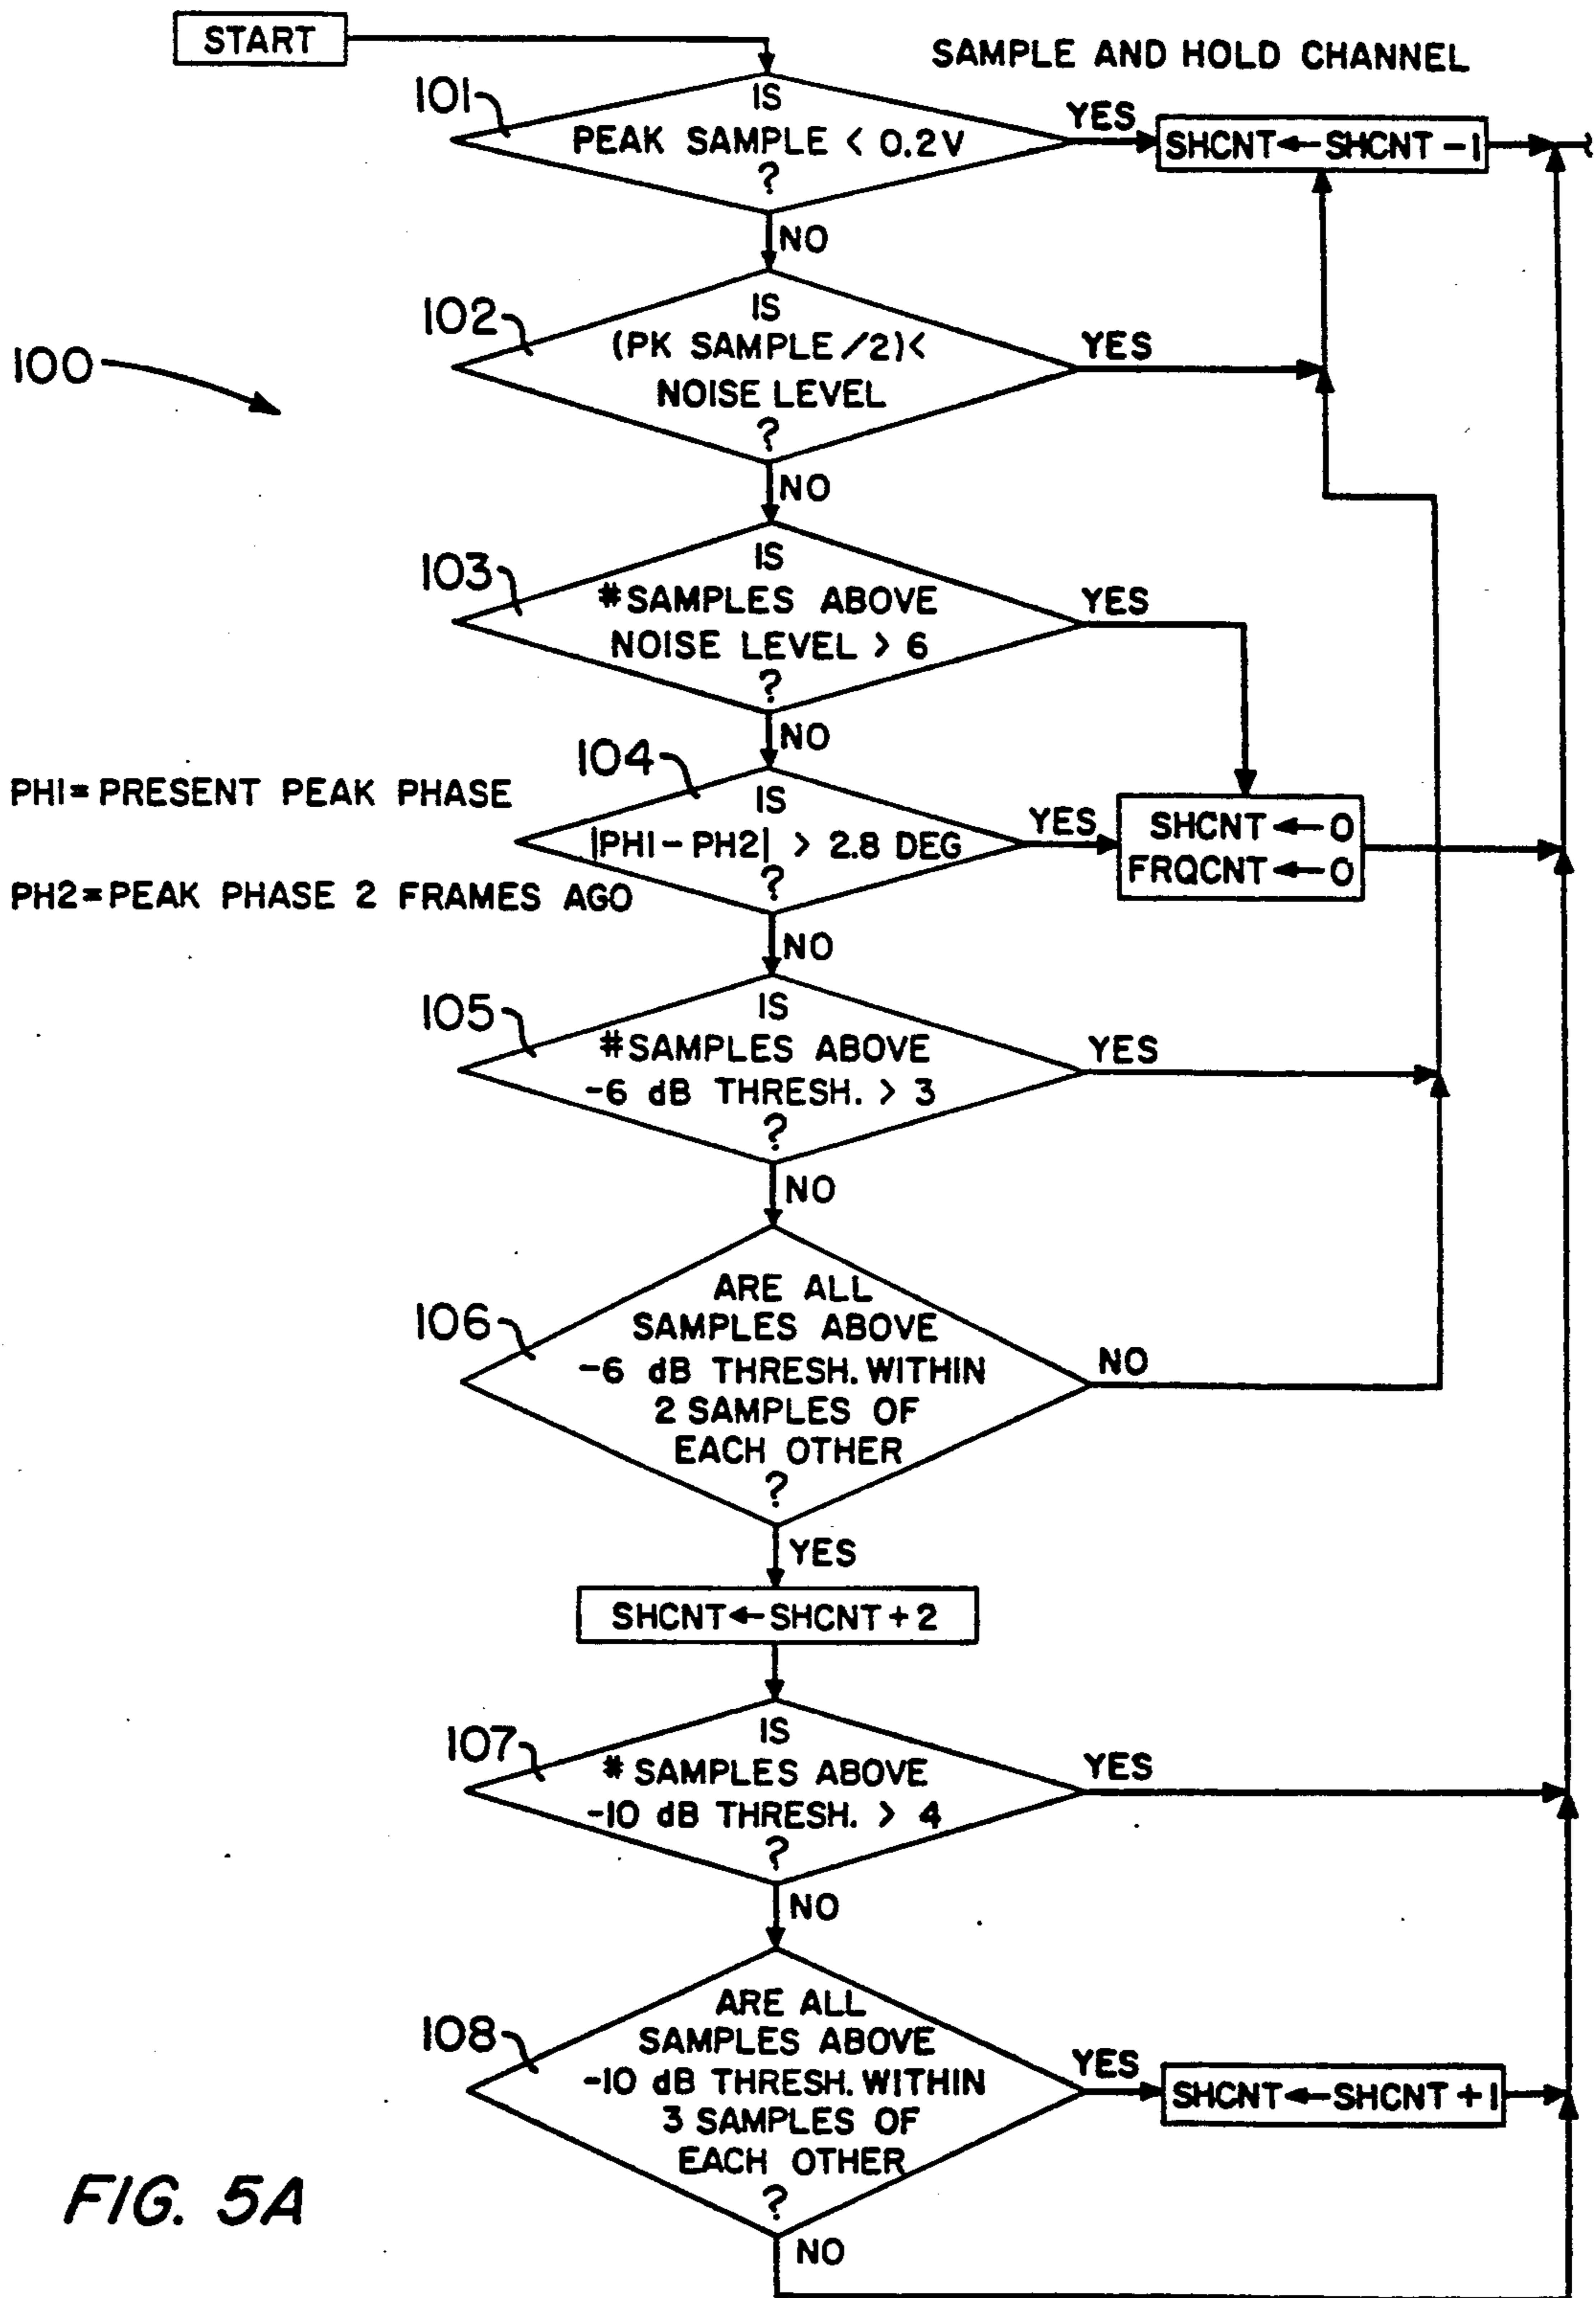 START
SAMPLE AND HOLD CHANNEL
101
IS
PEAK SAMPLE < 0.2V
?
YES
SHCNT←SHCNT -1
NO
100
102
IS
(PK SAMPLE/2)<
NOISE LEVEL
?
YES
NO
103
IS
#SAMPLES ABOVE
NOISE LEVEL > 6
?
YES
NO
PH1=PRESENT PEAK PHASE
PH2=PEAK PHASE 2 FRAMES AGO
104
IS
|PH1-PH2| > 2.8 DEG
?
YES
SHCNT←0
FRQCNT←0
NO
105
IS
#SAMPLES ABOVE
-6 dB THRESH. > 3
?
YES
NO
106
ARE ALL
SAMPLES ABOVE
-6 dB THRESH. WITHIN
2 SAMPLES OF
EACH OTHER
?
NO
YES
SHCNT←SHCNT+2
107
IS
# SAMPLES ABOVE
-10 dB THRESH. > 4
?
YES
NO
108
ARE ALL
SAMPLES ABOVE
-10 dB THRESH. WITHIN
3 SAMPLES OF
EACH OTHER
?
YES
SHCNT←SHCNT+1
NO
FIG. 5A